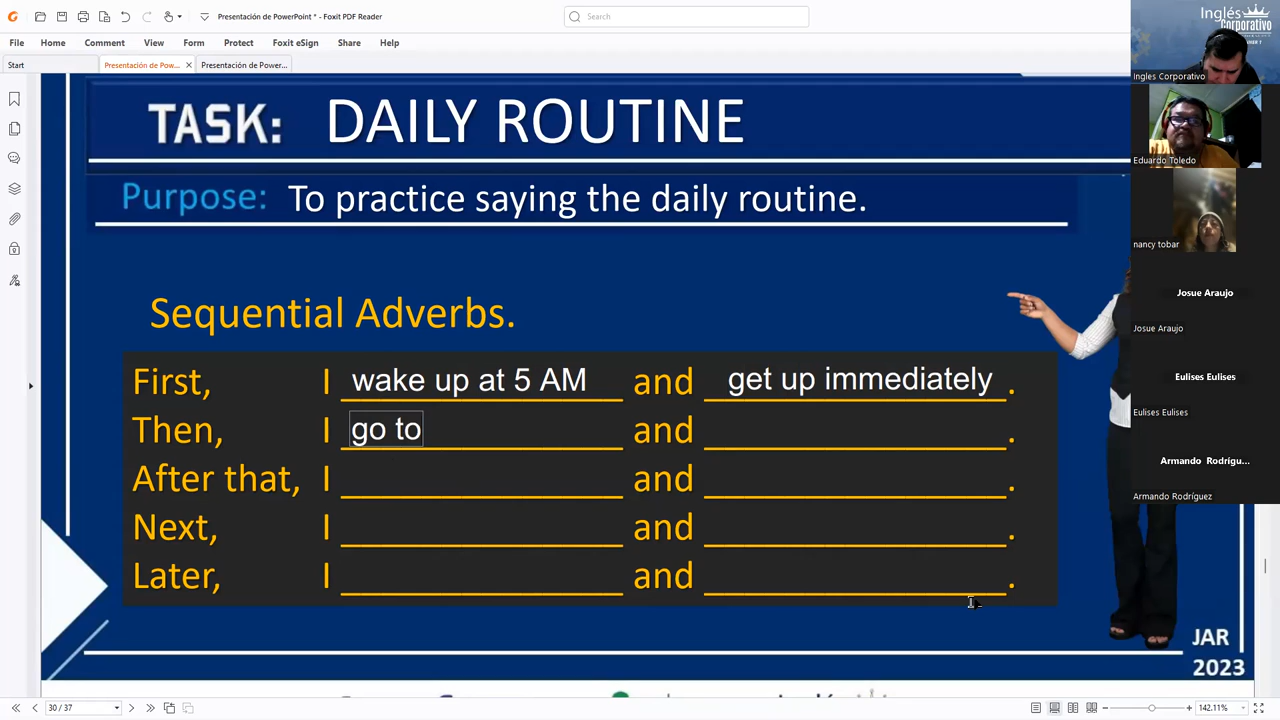 Presentación de PowerPoint * - Foxit PDF Reader
Search
File Home Comment View Form Protect Foxit eSign Share Help
Start Presentación de Pow... Presentación de Power...
Inglés
Corporativo
Ingles Corporativo
Eduardo Toledo
nancy tobar
Josue Araujo
Josue Araujo
Eulises Eulises
Eulises Eulises
Armando Rodrígu...
Armando Rodríguez
TASK: DAILY ROUTINE
Purpose: To practice saying the daily routine.
Sequential Adverbs.
First, I wake up at 5 AM and get up immediately.
Then, I go to and .
After that, I and .
Next, I and .
Later, I and .
JAR
2023
30 / 37
142.11%